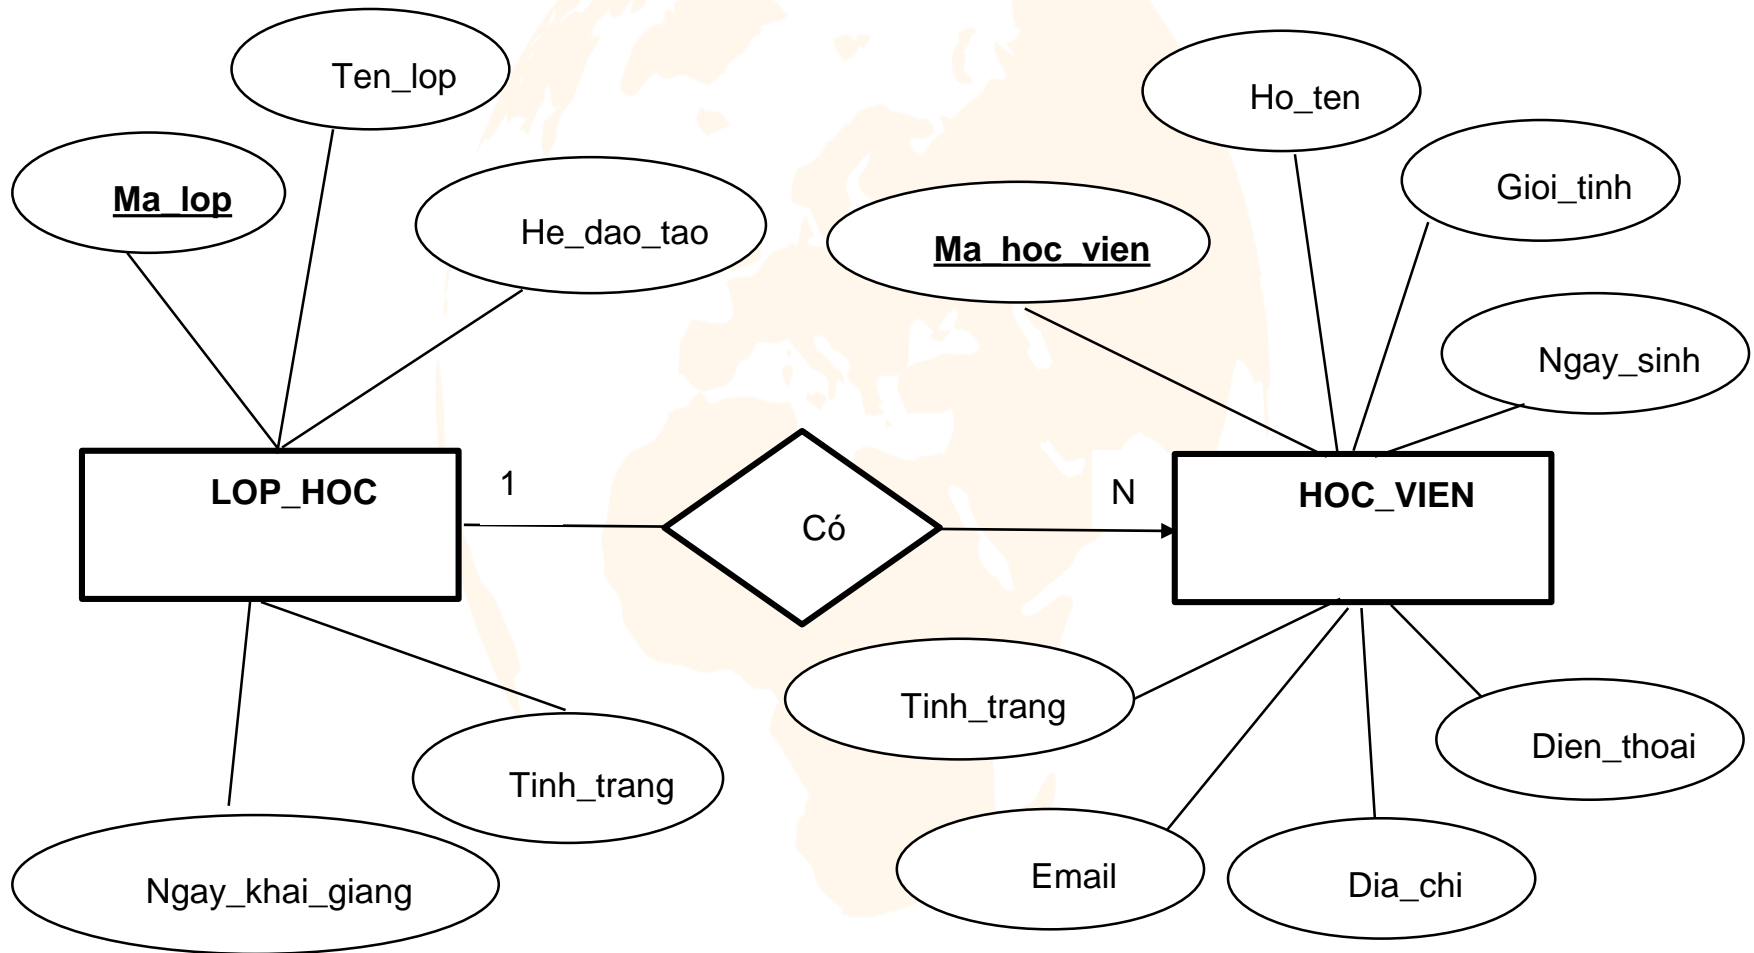 Ten_lop
Ho_ten
Ma_lop
Gioi_tinh
He_dao_tao
Ma_hoc_vien
Ngay_sinh
LOP_HOC
1
Có
N
HOC_VIEN
Tinh_trang
Dien_thoai
Tinh_trang
Ngay_khai_giang
Email
Dia_chi